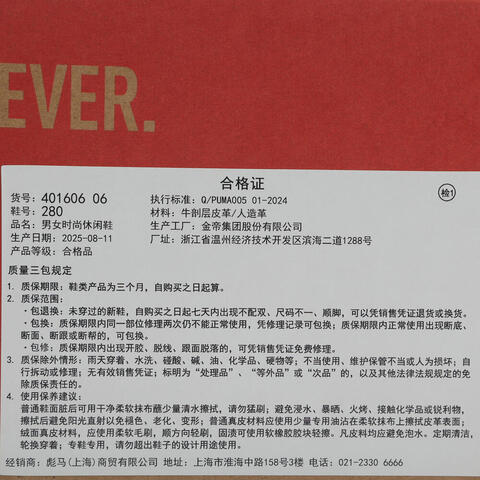 EVER.
合格证
检1
货号: 401606 06
执行标准: Q/PUMA005 01-2024
鞋号: 280
材料: 牛剖层皮革/人造革
品名: 男女时尚休闲鞋
生产工厂: 金帝集团股份有限公司
生产日期: 2025-08-11
厂址: 浙江省温州经济技术开发区滨海二道1288号
产品等级: 合格品
质量三包规定
1. 质保期限: 鞋类产品为三个月, 自购买之日起算。
2. 质保范围:
· 包退换: 未穿过的新鞋, 自购买之日起七天内出现不配双、尺码不一、顺脚, 可以凭销售凭证退货或换货。
· 包换: 质保期限内同一部位修理两次仍不能正常使用, 凭修理记录可包换; 质保期限内正常使用出现断底、
断面、断跟或断帮的, 可包换。
· 包修: 质保期限内出现开胶、脱线、跟面脱落的, 可凭销售凭证免费修理。
3. 质保除外情形: 雨天穿着、水洗、碰酸、碱、油、化学品、硬物等; 不当使用、维护保管不当或人为损坏; 自
行拆动或修理; 无有效销售凭证; 标明为“处理品”、“等外品”或“次品”的, 以及其他法律法规规定的免
除质保责任。
4. 使用保养建议:
普通鞋面脏后可用干净柔软抹布蘸少量清水擦拭, 请勿猛刷; 避免浸水、暴晒、火烤、接触化学品或锐利物,
擦拭后避免阳光直射以免褪色、老化、变形; 普通真皮材料应使用少量专用油沾在柔软抹布上擦拭皮革表面;
绒面真皮材料, 应使用柔软毛刷, 顺方向轻刷, 固渍可使用软橡胶胶块轻擦。凡皮料均应避免泡水。定期清洁,
轮换穿着; 请勿超出鞋子的设计用途使用。
经销商: 彪马(上海)商贸有限公司 地址: 上海市淮海中路158号3楼 电话: 021-2330 6666